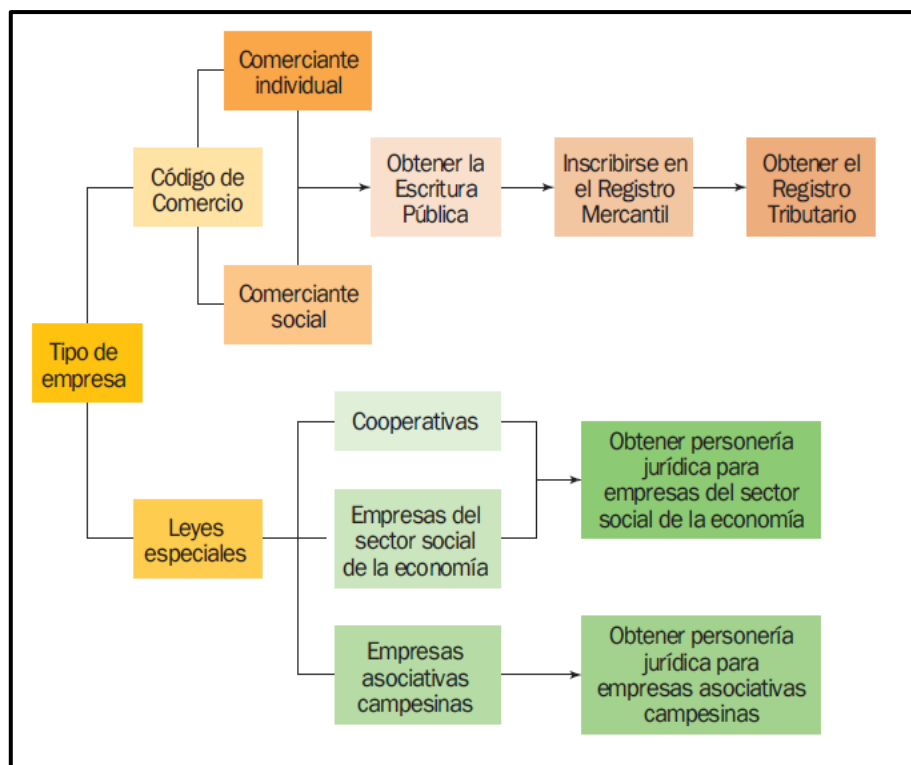 Comerciante
individual
Código de
Comercio
Obtener la
Escritura
Pública
Inscribirse en
el Registro
Mercantil
Obtener el
Registro
Tributario
Comerciante
social
Tipo de
empresa
Cooperativas
Obtener personería
jurídica para
empresas del sector
social de la economía
Leyes
especiales
Empresas del
sector social
de la economía
Empresas
asociativas
campesinas
Obtener personería
jurídica para
empresas asociativas
campesinas